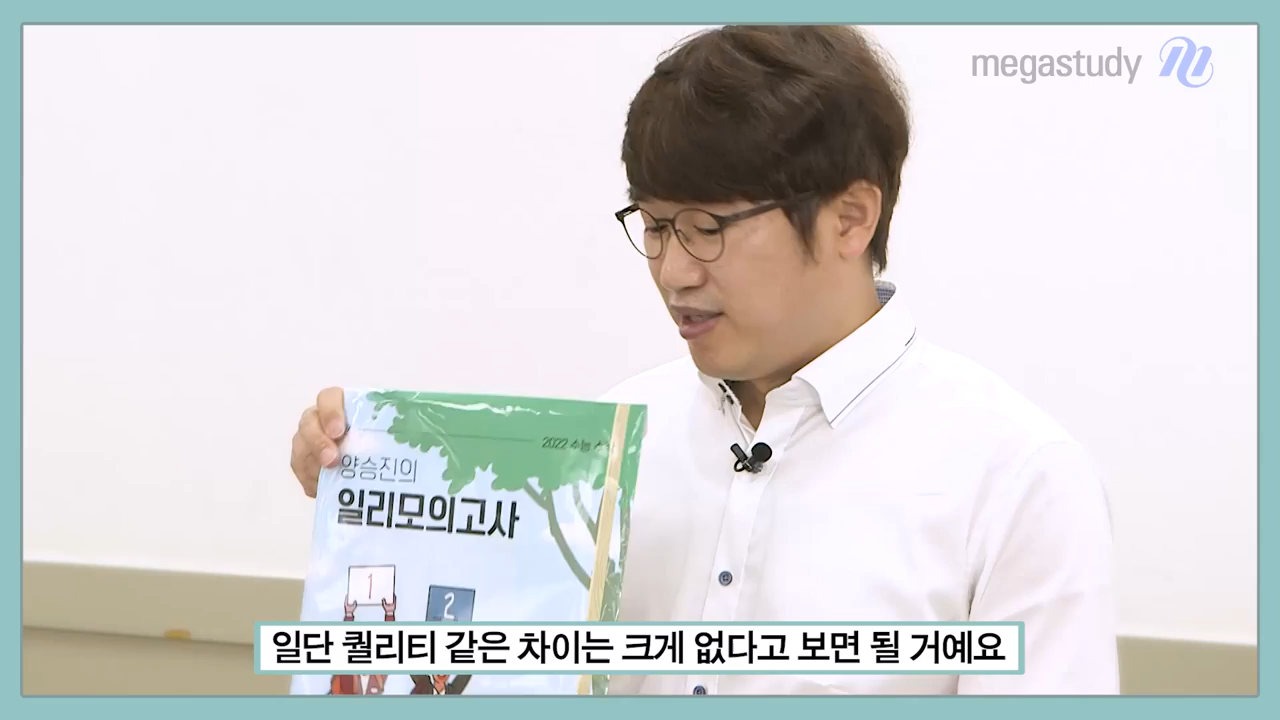 megastudy
2022 수능
양승진의
일리모의고사
1
2
일단 퀄리티 같은 차이는 크게 없다고 보면 될 거예요